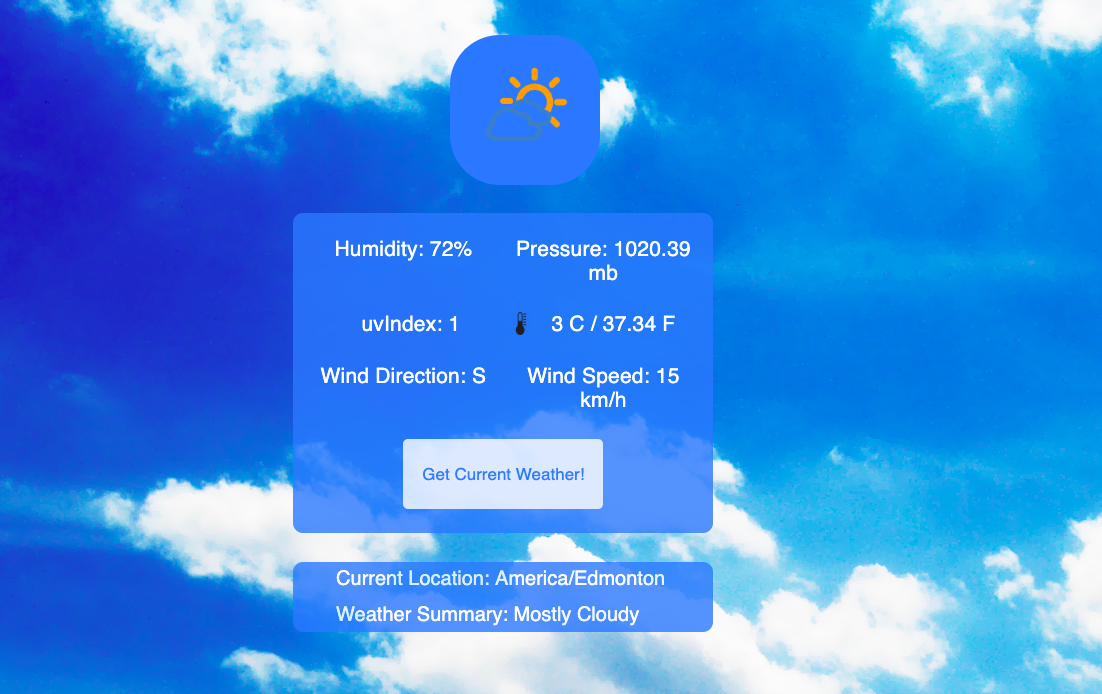 Humidity: 72%
Pressure: 1020.39
mb
uvIndex: 1
3 C / 37.34 F
Wind Direction: S
Wind Speed: 15
km/h
Get Current Weather!
Current Location: America/Edmonton
Weather Summary: Mostly Cloudy